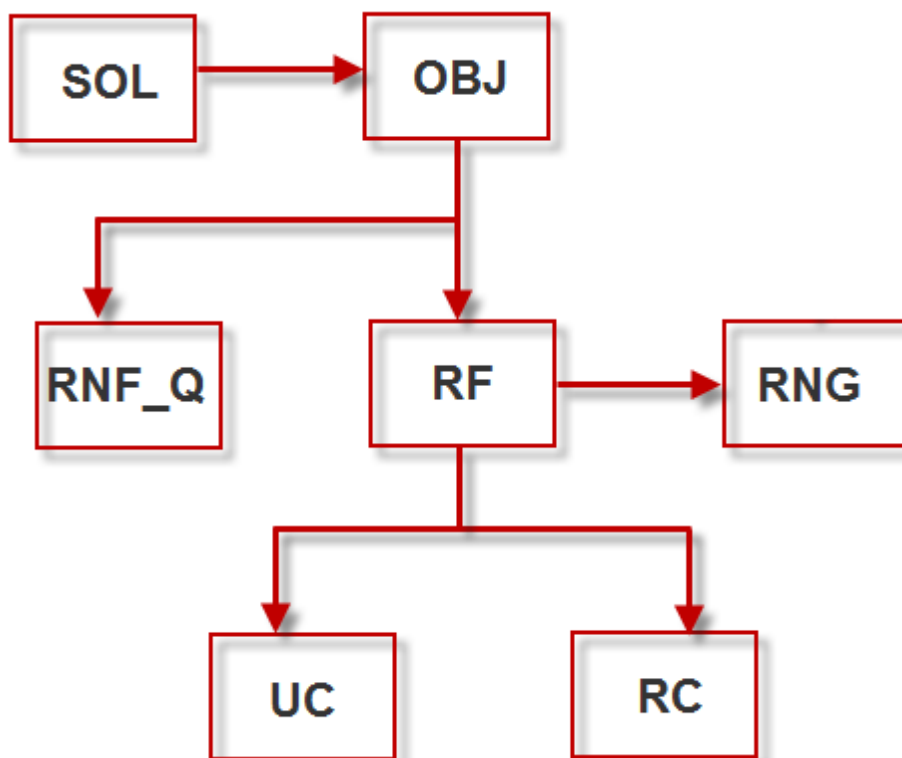 SOL
OBJ
RNF_Q
RF
RNG
UC
RC